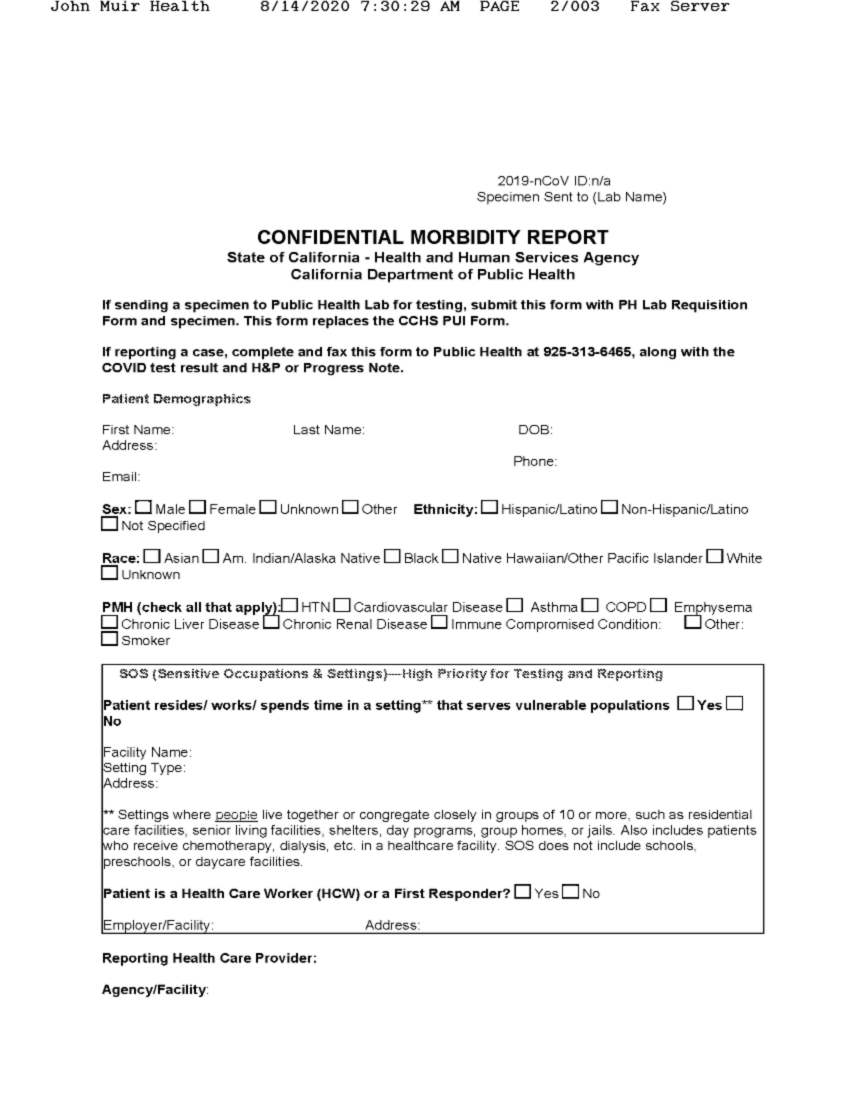 John Muir Health 8/14/2020 7:30:29 AM PAGE 2/003 Fax Server
2019-nCoV ID:n/a
Specimen Sent to (Lab Name)
CONFIDENTIAL MORBIDITY REPORT
State of California - Health and Human Services Agency
California Department of Public Health
If sending a specimen to Public Health Lab for testing, submit this form with PH Lab Requisition
Form and specimen. This form replaces the CCHS PUI Form.
If reporting a case, complete and fax this form to Public Health at 925-313-6465, along with the
COVID test result and H&P or Progress Note.
Patient Demographics
First Name: Last Name: DOB:
Address:
Phone:
Email:
Sex: ☐ Male ☐ Female ☐ Unknown ☐ Other Ethnicity: ☐ Hispanic/Latino ☐ Non-Hispanic/Latino
☐ Not Specified
Race: ☐ Asian ☐ Am. Indian/Alaska Native ☐ Black ☐ Native Hawaiian/Other Pacific Islander ☐ White
☐ Unknown
PMH (check all that apply): ☐ HTN ☐ Cardiovascular Disease ☐ Asthma ☐ COPD ☐ Emphysema
☐ Chronic Liver Disease ☐ Chronic Renal Disease ☐ Immune Compromised Condition: ☐ Other:
☐ Smoker
SOS (Sensitive Occupations & Settings)—High Priority for Testing and Reporting
Patient resides/ works/ spends time in a setting** that serves vulnerable populations ☐ Yes ☐
No
Facility Name:
Setting Type:
Address:
** Settings where people live together or congregate closely in groups of 10 or more, such as residential
care facilities, senior living facilities, shelters, day programs, group homes, or jails. Also includes patients
who receive chemotherapy, dialysis, etc. in a healthcare facility. SOS does not include schools,
preschools, or daycare facilities.
Patient is a Health Care Worker (HCW) or a First Responder? ☐ Yes ☐ No
Employer/Facility: Address:
Reporting Health Care Provider:
Agency/Facility: